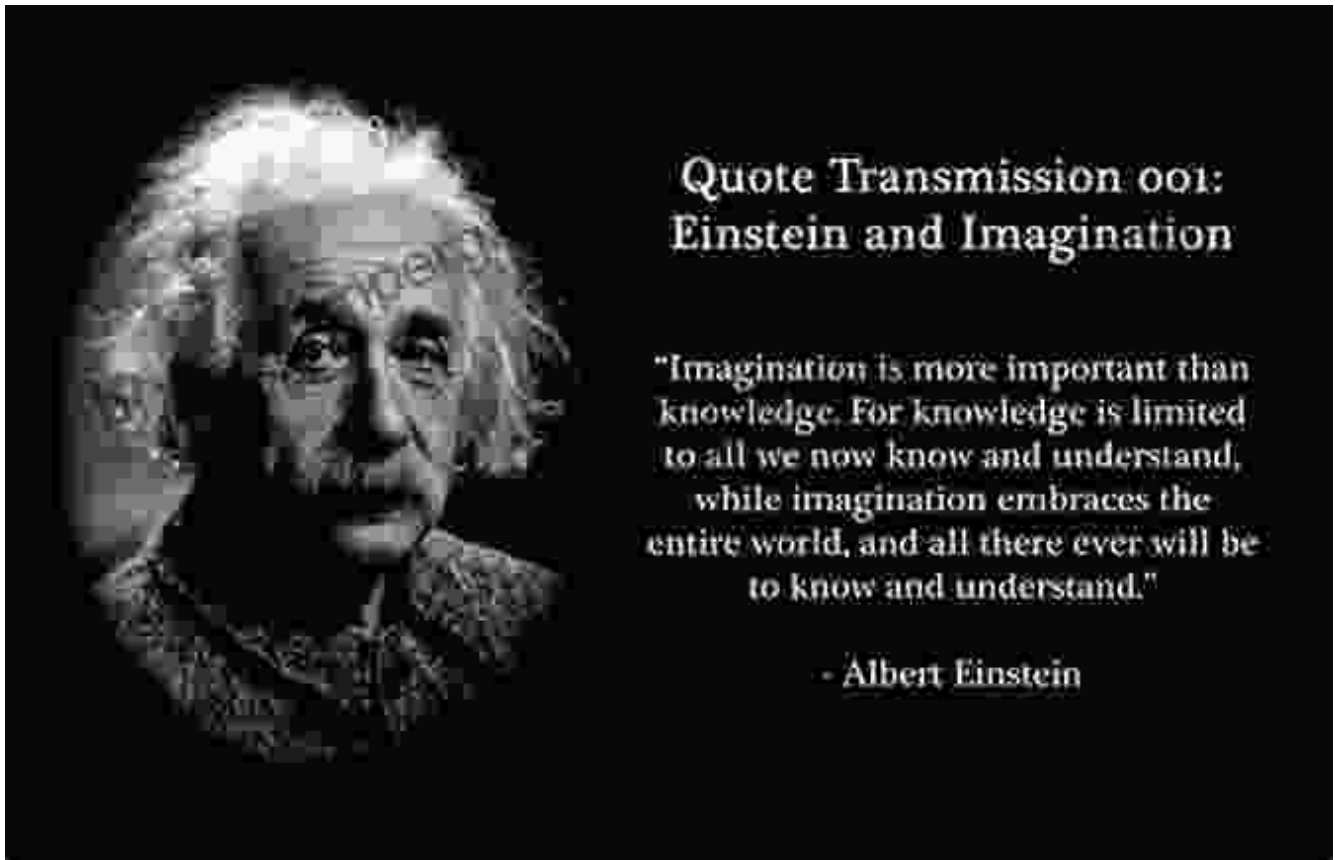 Quote Transmission 001:
Einstein and Imagination
"Imagination is more important than
knowledge. For knowledge is limited
to all we now know and understand,
while imagination embraces the
entire world, and all there ever will be
to know and understand."
- Albert Einstein